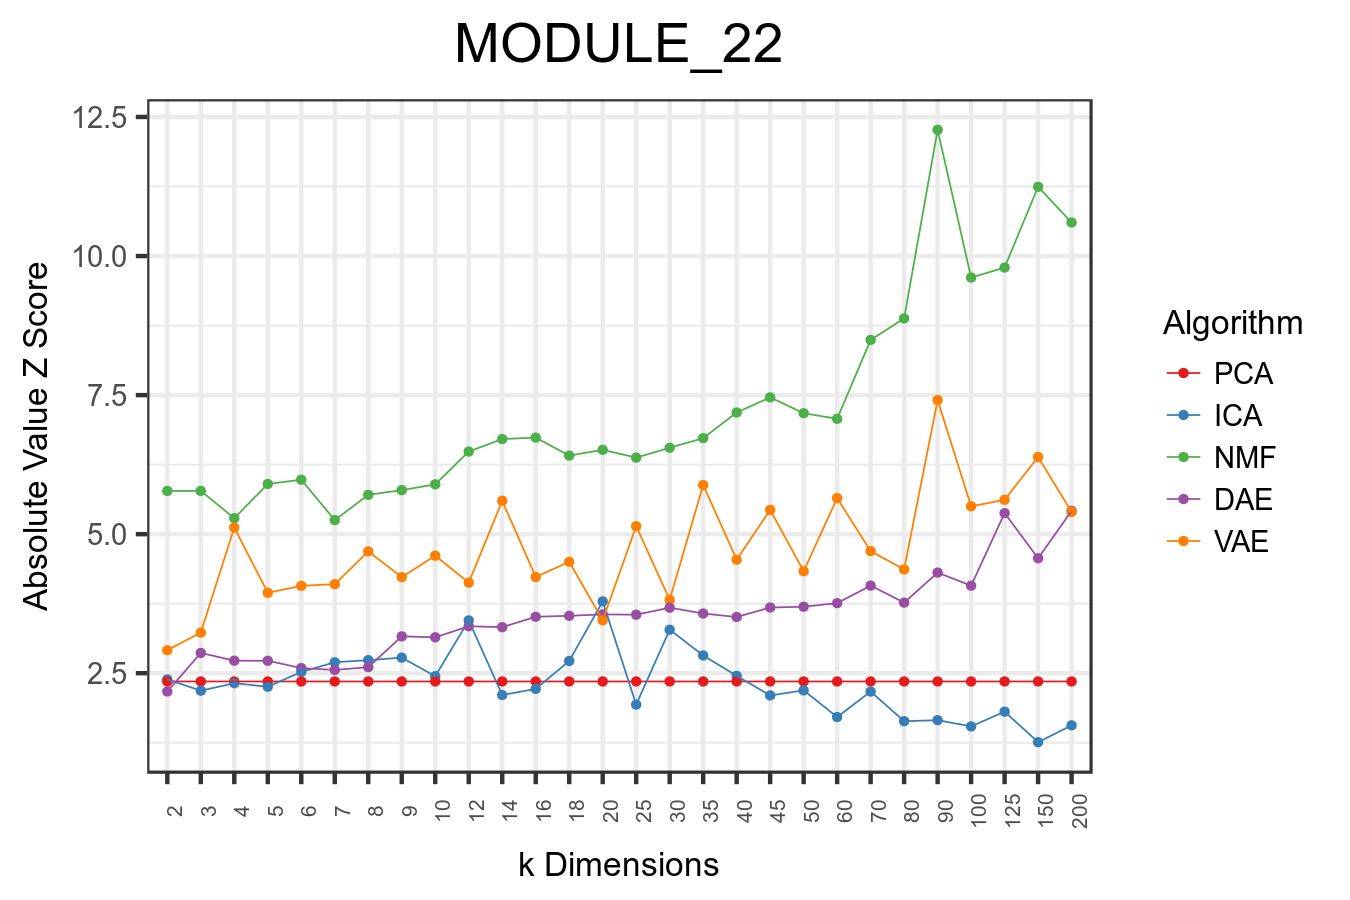 MODULE_22
Absolute Value Z Score
12.5
10.0
7.5
5.0
2.5
2 3 4 5 6 7 8 9 10 12 14 16 18 20 25 30 35 40 45 50 60 70 80 90 100 125 150 200
k Dimensions
Algorithm
PCA
ICA
NMF
DAE
VAE